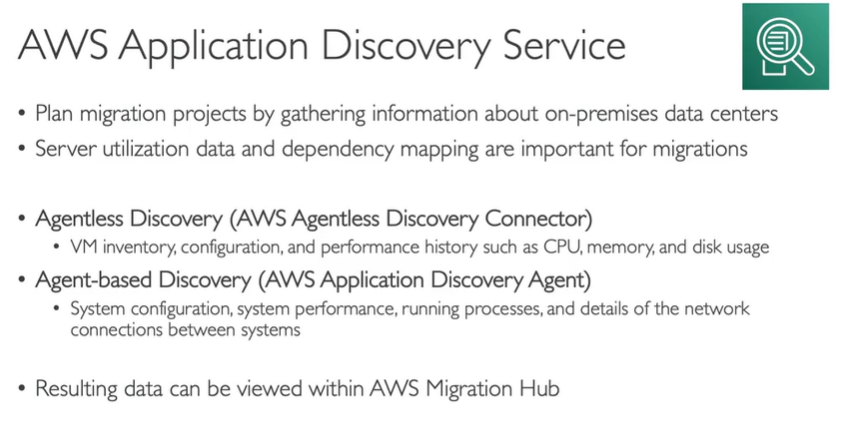 AWS Application Discovery Service
• Plan migration projects by gathering information about on-premises data centers
• Server utilization data and dependency mapping are important for migrations
• Agentless Discovery (AWS Agentless Discovery Connector)
• VM inventory, configuration, and performance history such as CPU, memory, and disk usage
• Agent-based Discovery (AWS Application Discovery Agent)
• System configuration, system performance, running processes, and details of the network
connections between systems
• Resulting data can be viewed within AWS Migration Hub